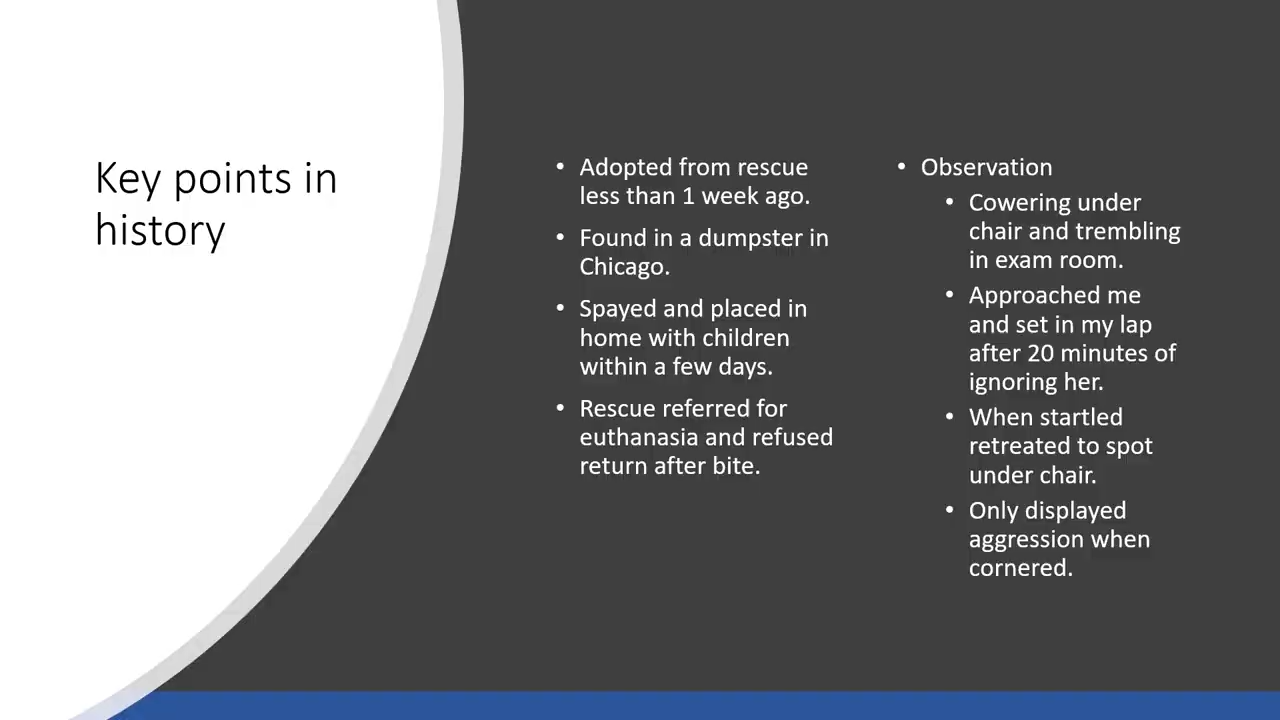 Key points in
history
• Adopted from rescue
less than 1 week ago.
• Found in a dumpster in
Chicago.
• Spayed and placed in
home with children
within a few days.
• Rescue referred for
euthanasia and refused
return after bite.
• Observation
• Cowering under
chair and trembling
in exam room.
• Approached me
and set in my lap
after 20 minutes of
ignoring her.
• When startled
retreated to spot
under chair.
• Only displayed
aggression when
cornered.